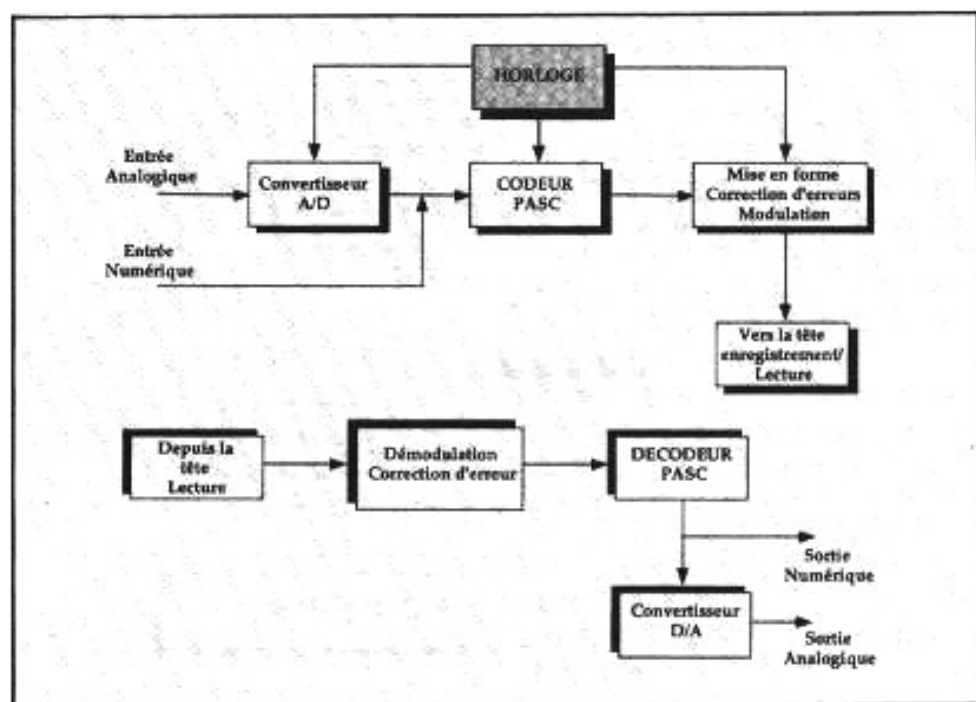 HORLOGE
Entrée
Analogique
Convertisseur
A/D
CODEUR
PASC
Mise en forme
Correction d'erreurs
Modulation
Entrée
Numérique
Vers la tête
enregistrement/
Lecture
Depuis la
tête
Lecture
Démodulation
Correction d'erreur
DECODEUR
PASC
Sortie
Numérique
Convertisseur
D/A
Sortie
Analogique